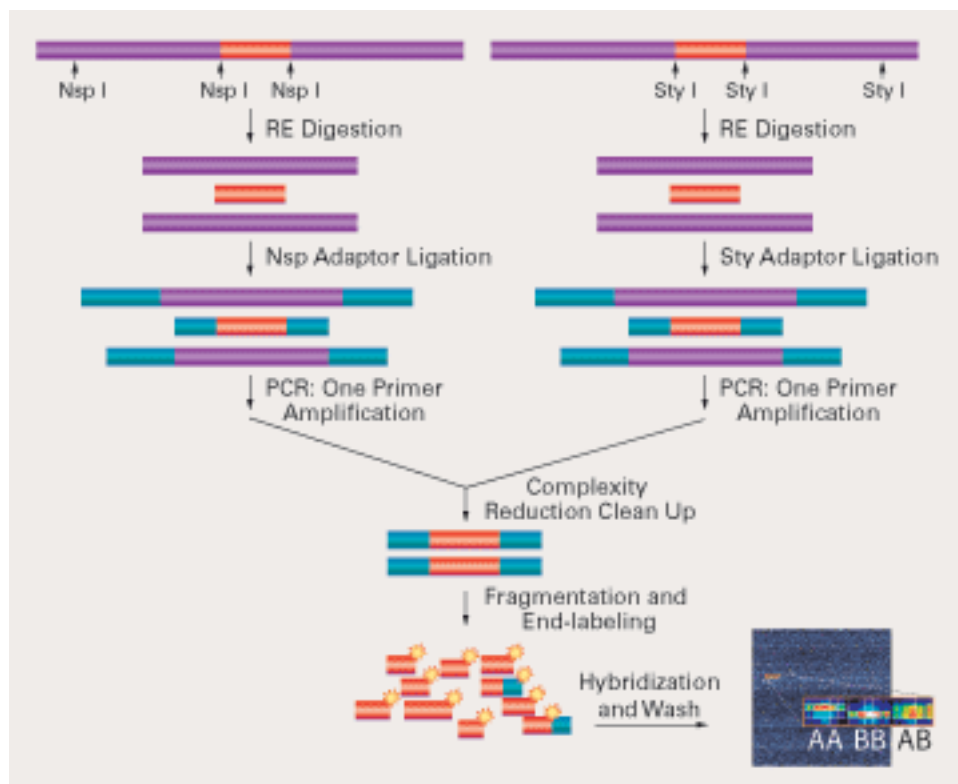 Nsp I Nsp I Nsp I Sty I Sty I Sty I
RE Digestion RE Digestion
Nsp Adaptor Ligation Sty Adaptor Ligation
PCR: One Primer
Amplification
PCR: One Primer
Amplification
Complexity
Reduction Clean Up
Fragmentation and
End-labeling
Hybridization
and Wash
AA BB AB